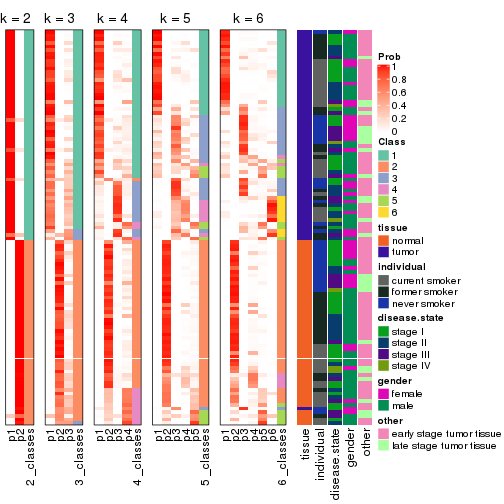 k = 2
k = 3
k = 4
k = 5
k = 6
p1
p2
2_classes
p1
p2
p3
3_classes
p1
p2
p3
p4
4_classes
p1
p2
p3
p4
p5
5_classes
p1
p2
p3
p4
p5
p6
6_classes
tissue
individual
disease.state
gender
other
Prob
1
0.8
0.6
0.4
0.2
0
Class
1
2
3
4
5
6
tissue
normal
tumor
individual
current smoker
former smoker
never smoker
disease.state
stage I
stage II
stage III
stage IV
gender
female
male
other
early stage tumor tissue
late stage tumor tissue